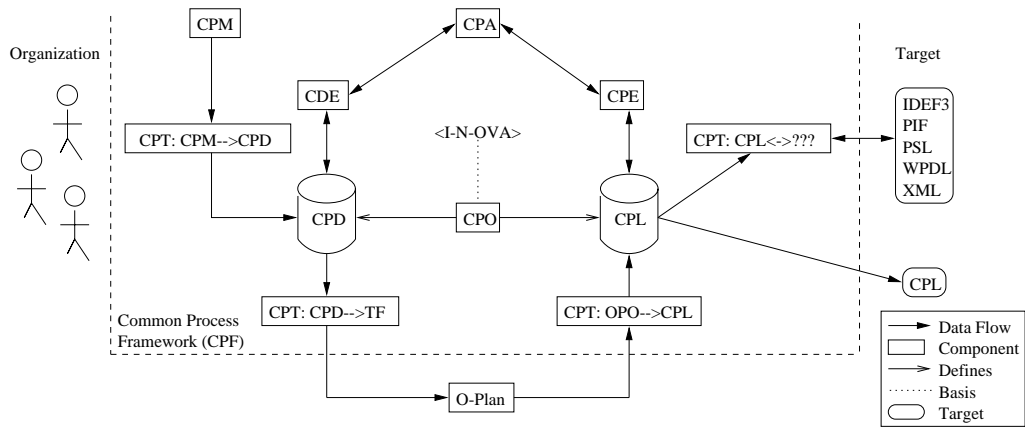 CPM
CPA
Organization
Target
CDE
CPE
IDEF3
PIF
PSL
WPDL
XML
<I-N-OVA>
CPT: CPM-->CPD
CPT: CPL<->???
CPD
CPO
CPL
CPL
CPT: CPD-->TF
CPT: OPO-->CPL
Common Process
Framework (CPF)
O-Plan
Data Flow
Component
Defines
Basis
Target